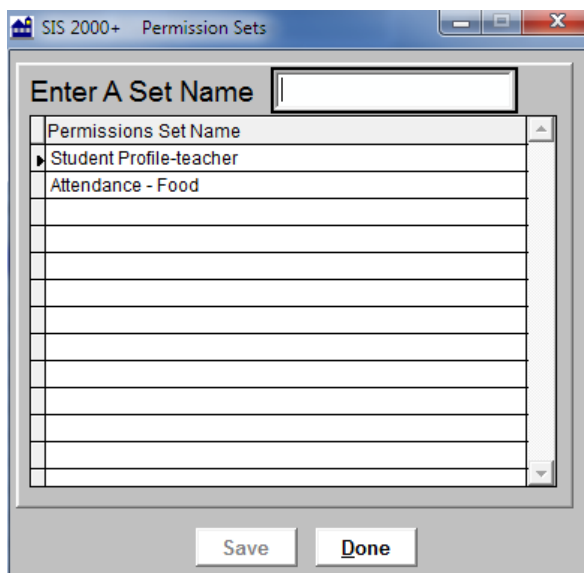 SIS 2000+ Permission Sets
Enter A Set Name
Permissions Set Name
Student Profile-teacher
Attendance - Food
Save Done